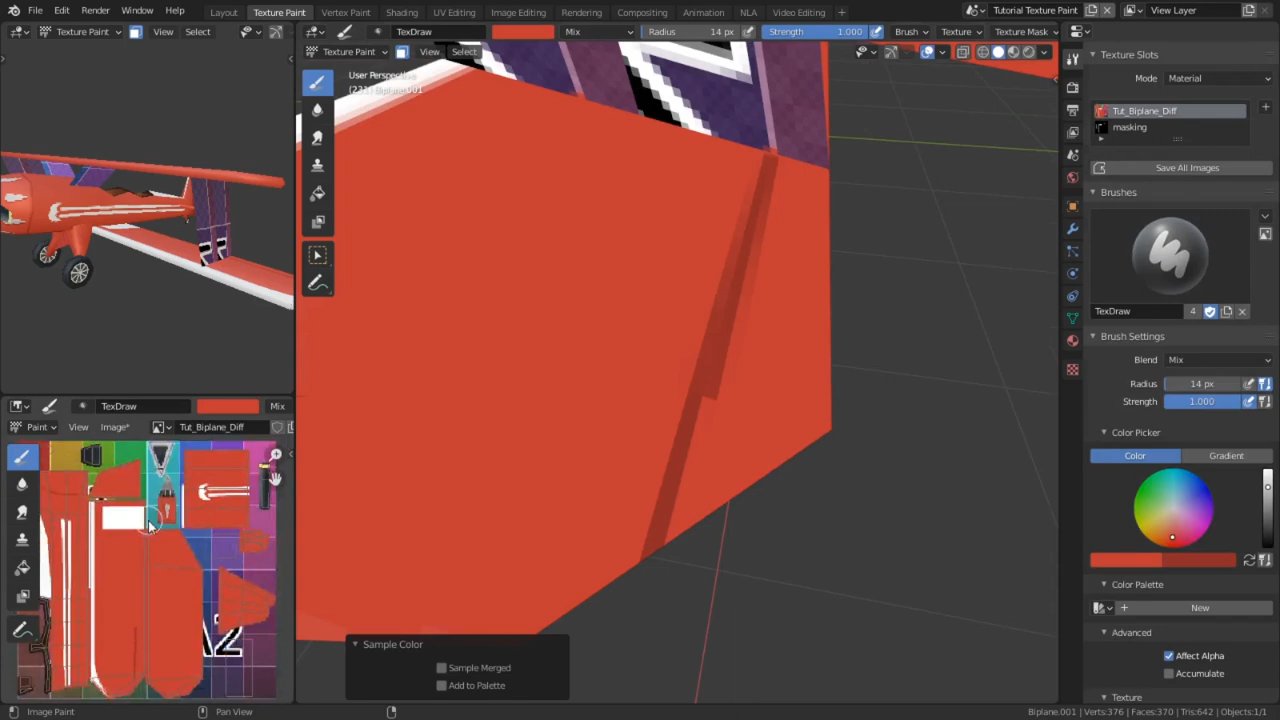 File Edit Render Window Help Layout Texture Paint Vertex Paint Shading UV Editing Image Editing Rendering Compositing Animation NLA Video Editing + Tutorial Texture Paint View Layer
Texture Paint View Select
TexDraw Mix Radius 14 px Strength 1.000 Brush Texture Texture Mask
Texture Paint View Select
User Perspective
Biplane.001
Texture Slots
Mode Material
Tut_Biplane_Diff
masking
Save All Images
Brushes
TexDraw 4
Brush Settings
Blend Mix
Radius 14 px
Strength 1.000
Color Picker
Color Gradient
Color Palette
+ New
Advanced
Affect Alpha
Accumulate
Texture
TexDraw Mix
Paint View Image* Tut_Biplane_Diff
Sample Color
Sample Merged
Add to Palette
Image Paint Pan View Biplane.001 | Verts:376 | Faces:370 | Tris:642 | Objects:1/1